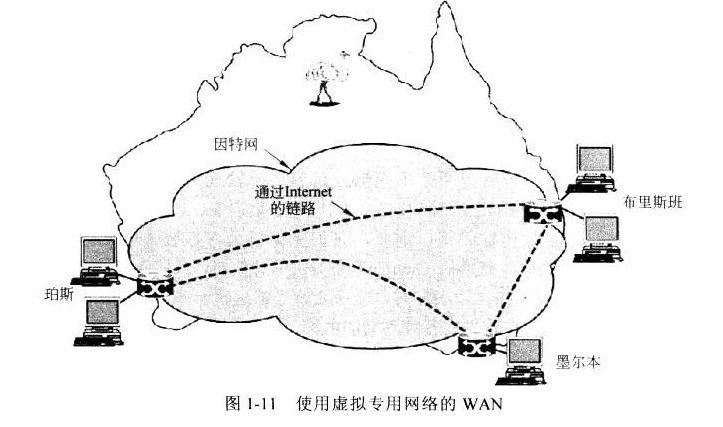 因特网
通过Internet
的链路
布里斯班
珀斯
墨尔本
图 1-11 使用虚拟专用网络的 WAN